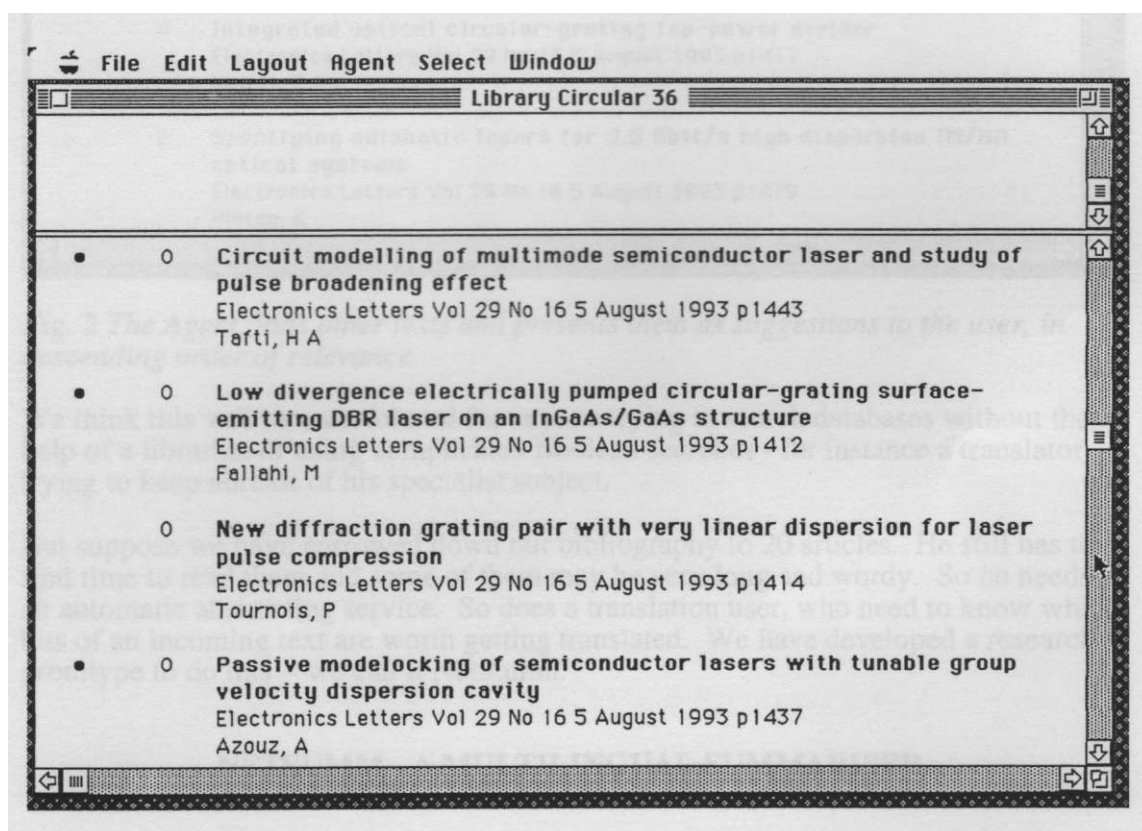 File Edit Layout Agent Select Window
Library Circular 36
• 0 Circuit modelling of multimode semiconductor laser and study of
pulse broadening effect
Electronics Letters Vol 29 No 16 5 August 1993 p1443
Tafti, H A
• 0 Low divergence electrically pumped circular-grating surface-
emitting DBR laser on an InGaAs/GaAs structure
Electronics Letters Vol 29 No 16 5 August 1993 p1412
Fallahi, M
0 New diffraction grating pair with very linear dispersion for laser
pulse compression
Electronics Letters Vol 29 No 16 5 August 1993 p1414
Tournois, P
• 0 Passive modelocking of semiconductor lasers with tunable group
velocity dispersion cavity
Electronics Letters Vol 29 No 16 5 August 1993 p1437
Azouz, A